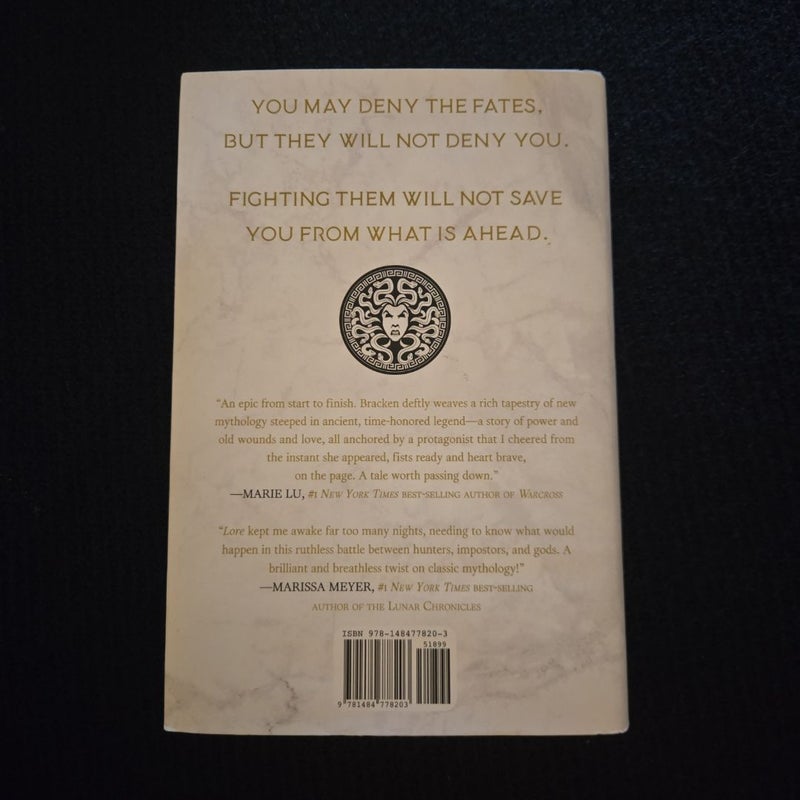 YOU MAY DENY THE FATES,
BUT THEY WILL NOT DENY YOU.
FIGHTING THEM WILL NOT SAVE
YOU FROM WHAT IS AHEAD.
“An epic from start to finish. Bracken deftly weaves a rich tapestry of new
mythology steeped in ancient, time-honored legend—a story of power and
old wounds and love, all anchored by a protagonist that I cheered from
the instant she appeared, fists ready and heart brave,
on the page. A tale worth passing down.”
—MARIE LU, #1 NEW YORK TIMES BEST-SELLING AUTHOR OF WARCROSS
“Lore kept me awake far too many nights, needing to know what would
happen in this ruthless battle between hunters, impostors, and gods. A
brilliant and breathless twist on classic mythology!”
—MARISSA MEYER, #1 NEW YORK TIMES BEST-SELLING
AUTHOR OF THE LUNAR CHRONICLES
ISBN 978-148477820-3
51899
9 781484 778203